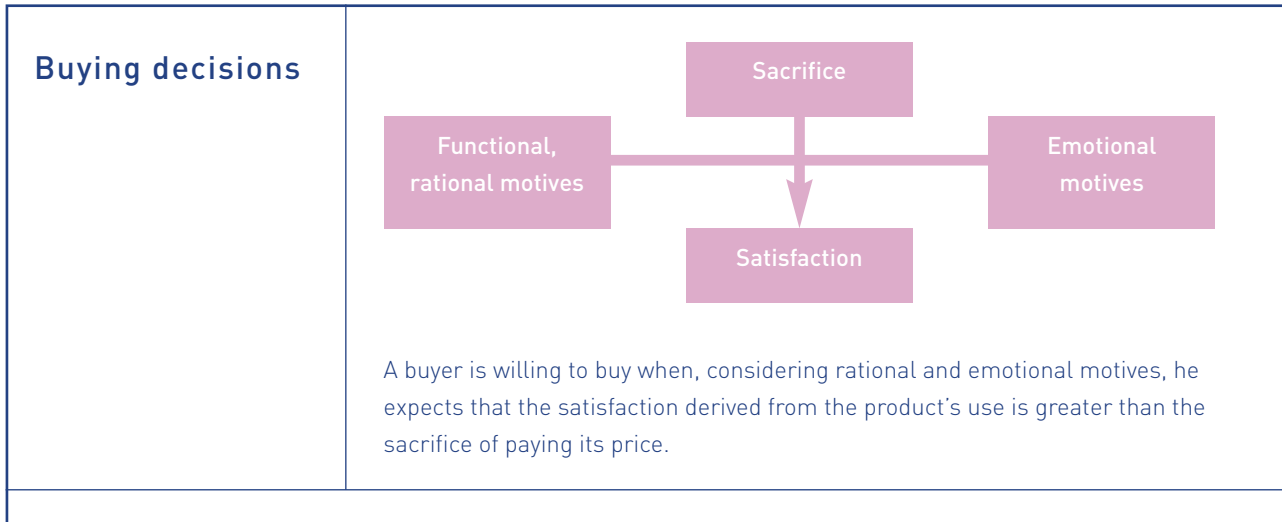 Buying decisions
Sacrifice
Functional,
rational motives
Emotional
motives
Satisfaction
A buyer is willing to buy when, considering rational and emotional motives, he
expects that the satisfaction derived from the product’s use is greater than the
sacrifice of paying its price.